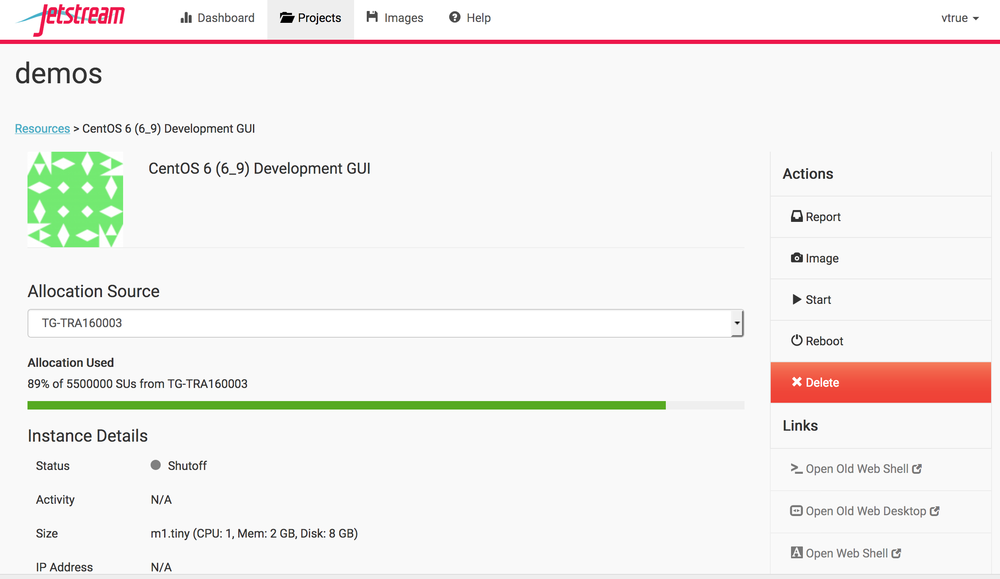 Jetstream
Dashboard
Projects
Images
Help
vtrue
demos
Resources > CentOS 6 (6_9) Development GUI
CentOS 6 (6_9) Development GUI
Allocation Source
TG-TRA160003
Allocation Used
89% of 5500000 SUs from TG-TRA160003
Instance Details
Status Shutoff
Activity N/A
Size m1.tiny (CPU: 1, Mem: 2 GB, Disk: 8 GB)
IP Address N/A
Actions
Report
Image
Start
Reboot
Delete
Links
Open Old Web Shell
Open Old Web Desktop
Open Web Shell